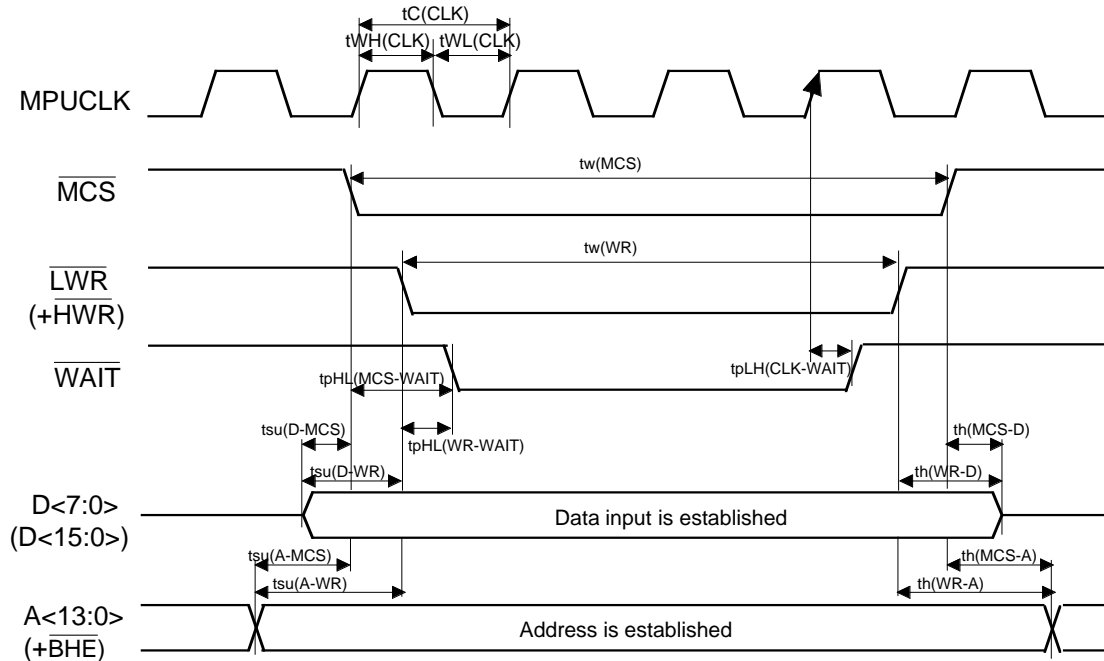 tC(CLK)
tWH(CLK) tWL(CLK)
MPUCLK
tw(MCS)
MCS
tw(WR)
LWR
(+HWR)
WAIT
tpLH(CLK-WAIT)
tpHL(MCS-WAIT)
tsu(D-MCS)
th(MCS-D)
tpHL(WR-WAIT)
tsu(D-WR)
th(WR-D)
D<7:0>
(D<15:0>)
Data input is established
tsu(A-MCS)
th(MCS-A)
tsu(A-WR)
th(WR-A)
A<13:0>
(+BHE)
Address is established